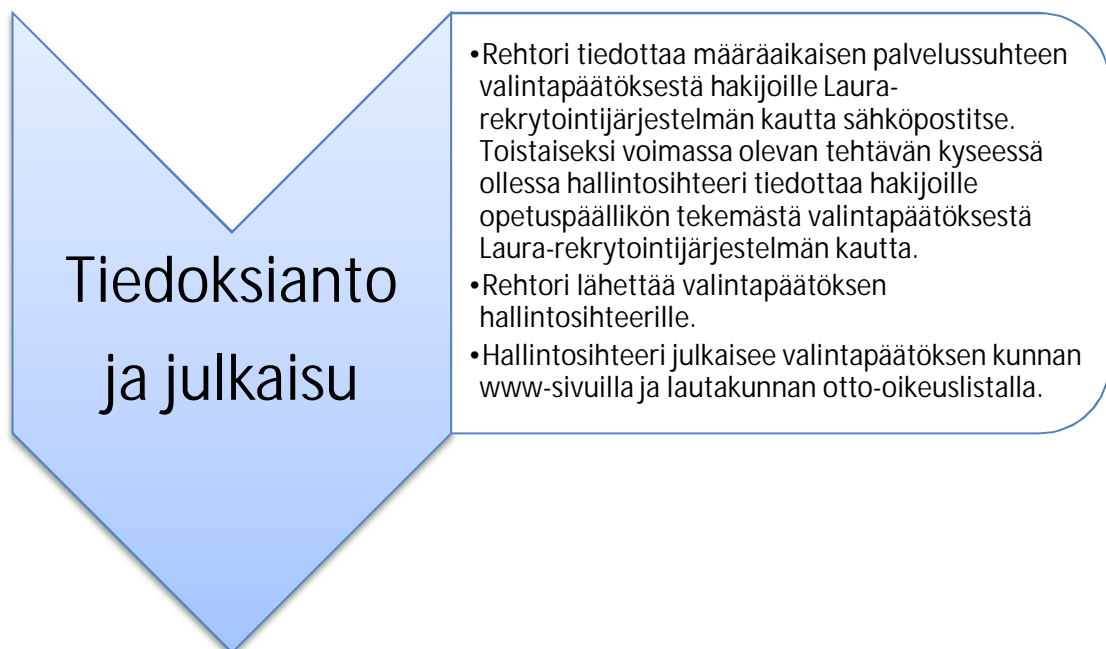 Tiedoksianto
ja julkaisu
•Rehtori tiedottaa määräaikaisen palvelussuhteen
valintapäätöksestä hakijoille Laura-
rekrytointijärjestelmän kautta sähköpostitse.
Toistaiseksi voimassa olevan tehtävän kyseessä
ollessa hallintosihteeri tiedottaa hakijoille
opetuspäällikön tekemästä valintapäätöksestä
Laura-rekrytointijärjestelmän kautta.
•Rehtori lähettää valintapäätöksen
hallintosihteerille.
•Hallintosihteeri julkaisee valintapäätöksen kunnan
www-sivuilla ja lautakunnan otto-oikeuslistalla.